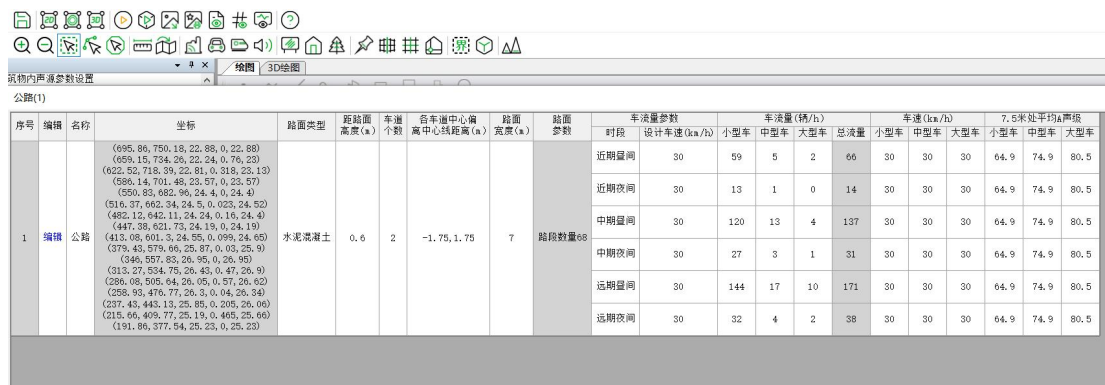 2D 3D
界
绘图 3D绘图
筑物内声源参数设置
公路(1)
序号 编辑 名称 坐标 路面类型 距路面高度(m) 车道个数 各车道中心偏离中心线距离(m) 路面宽度(m) 路面参数 车流量参数 车流量(辆/h) 车速(km/h) 7.5米处平均A声级
时段 设计车速(km/h) 小型车 中型车 大型车 总流量 小型车 中型车 大型车 小型车 中型车 大型车
1 编辑 公路
(695.86,750.18,22.88,0,22.88)
(659.15,734.26,22.24,0.76,23)
(622.52,718.39,22.81,0.318,23.13)
(586.14,701.48,23.57,0,23.57)
(550.83,682.96,24.4,0,24.4)
(516.37,662.34,24.5,0.023,24.52)
(482.12,642.11,24.24,0.16,24.4)
(447.38,621.73,24.19,0,24.19)
(413.08,601.3,24.55,0.099,24.65)
(379.43,579.66,25.87,0.03,25.9)
(346,557.83,26.95,0,26.95)
(313.27,534.75,26.43,0.47,26.9)
(286.08,505.64,26.05,0.57,26.62)
(258.93,476.77,26.3,0.04,26.34)
(237.43,443.13,25.85,0.205,26.06)
(215.66,409.77,25.19,0.465,25.66)
(191.86,377.54,25.23,0,25.23)
水泥混凝土 0.6 2 -1.75,1.75 7 路段数量68
近期昼间 30 59 5 2 66 30 30 30 64.9 74.9 80.5
近期夜间 30 13 1 0 14 30 30 30 64.9 74.9 80.5
中期昼间 30 120 13 4 137 30 30 30 64.9 74.9 80.5
中期夜间 30 27 3 1 31 30 30 30 64.9 74.9 80.5
远期昼间 30 144 17 10 171 30 30 30 64.9 74.9 80.5
远期夜间 30 32 4 2 38 30 30 30 64.9 74.9 80.5